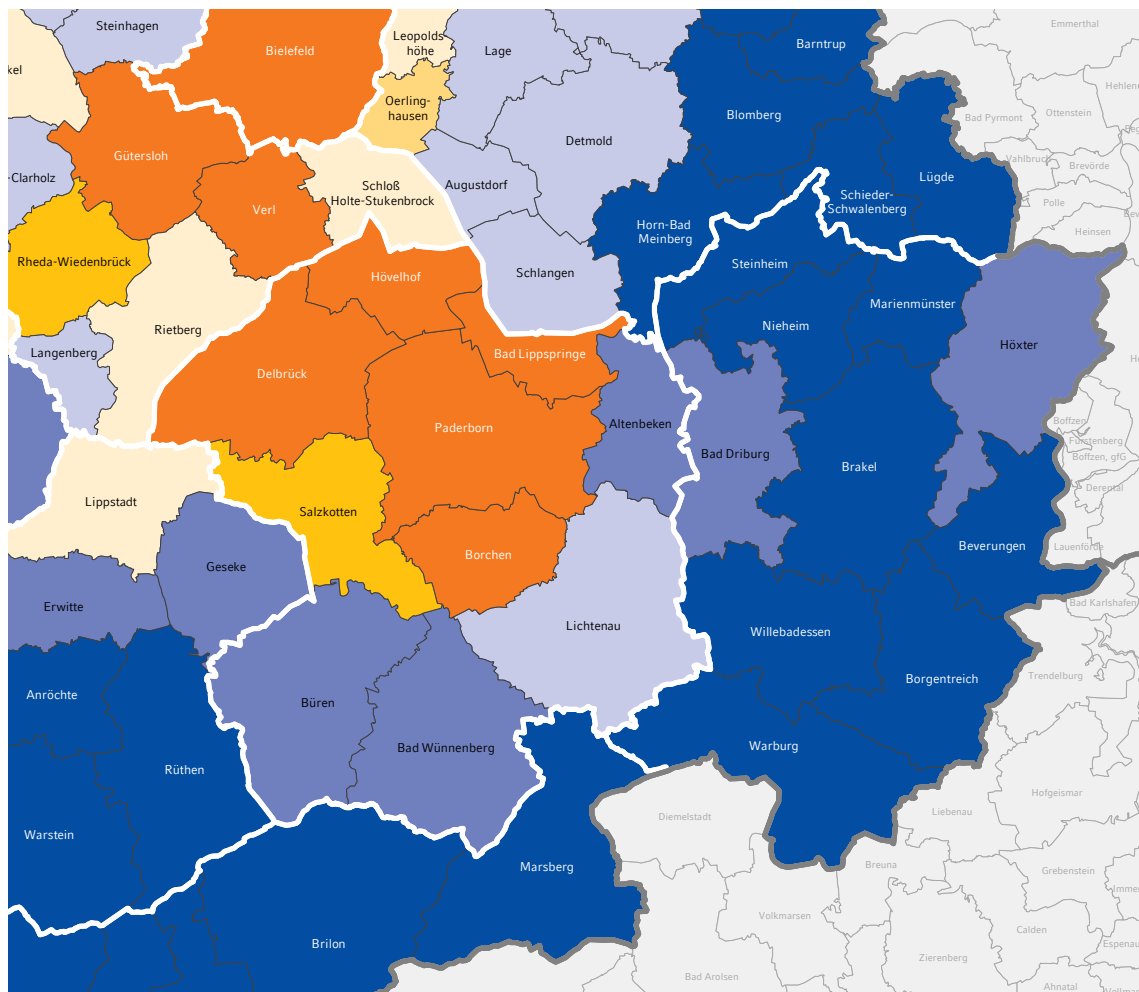 Steinhagen
Bielefeld
Leopolds
höhe
Lage
Barntrup
Emmerthal
kel
Oerling-
hausen
Blomberg
Ottenstein
Bad Pyrmont
Detmold
Gütersloh
Vahlbruch
Brevörde
-Clarholz
Augustdorf
Lügde
Schloß
Holte-Stukenbrock
Verl
Schieder-
Schwalenberg
Polle
Horn-Bad
Meinberg
Heinsen
Rheda-Wiedenbrück
Steinheim
Hövelhof
Schlangen
Marienmünster
Rietberg
Nieheim
Höxter
Langenberg
Bad Lippspringe
Delbrück
Altenbeken
Paderborn
Boffzen
Fürstenberg
Bad Driburg
Boffzen, gfG
Brakel
Derental
Lippstadt
Salzkotten
Borchen
Beverungen
Lauenförde
Geseke
Erwitte
Bad Karlshafen
Lichtenau
Willebadessen
Trendelburg
Anröchte
Borgentreich
Büren
Bad Wünnenberg
Warburg
Rüthen
Hofgeismar
Liebenau
Diemelstadt
Warstein
Marsberg
Breuna
Grebenstein
Imme
Volkmarsen
Calden
Brilon
Espenau
Zierenberg
Bad Arolsen
Ahnatal